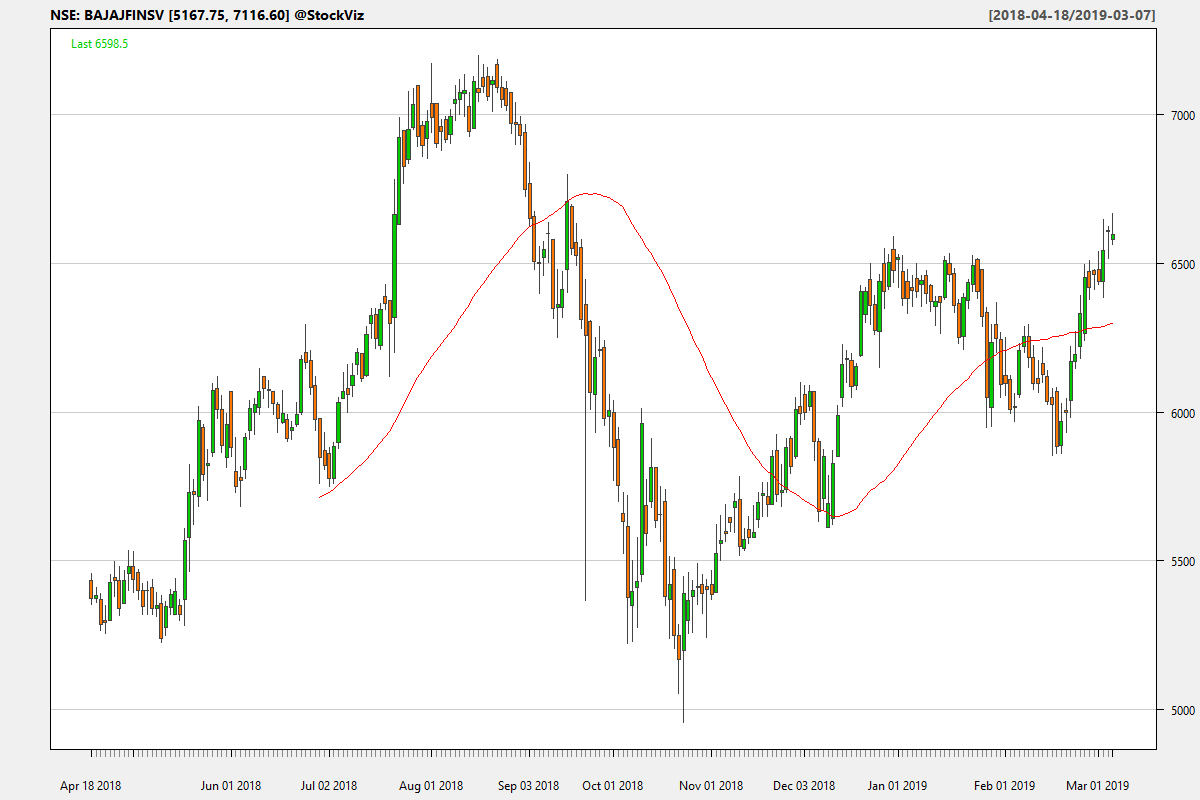 NSE: BAJAJFINSV [5167.75, 7116.60] @StockViz
[2018-04-18/2019-03-07]
Last 6598.5
7000
6500
6000
5500
5000
Apr 18 2018
Jun 01 2018
Jul 02 2018
Aug 01 2018
Sep 03 2018
Oct 01 2018
Nov 01 2018
Dec 03 2018
Jan 01 2019
Feb 01 2019
Mar 01 2019